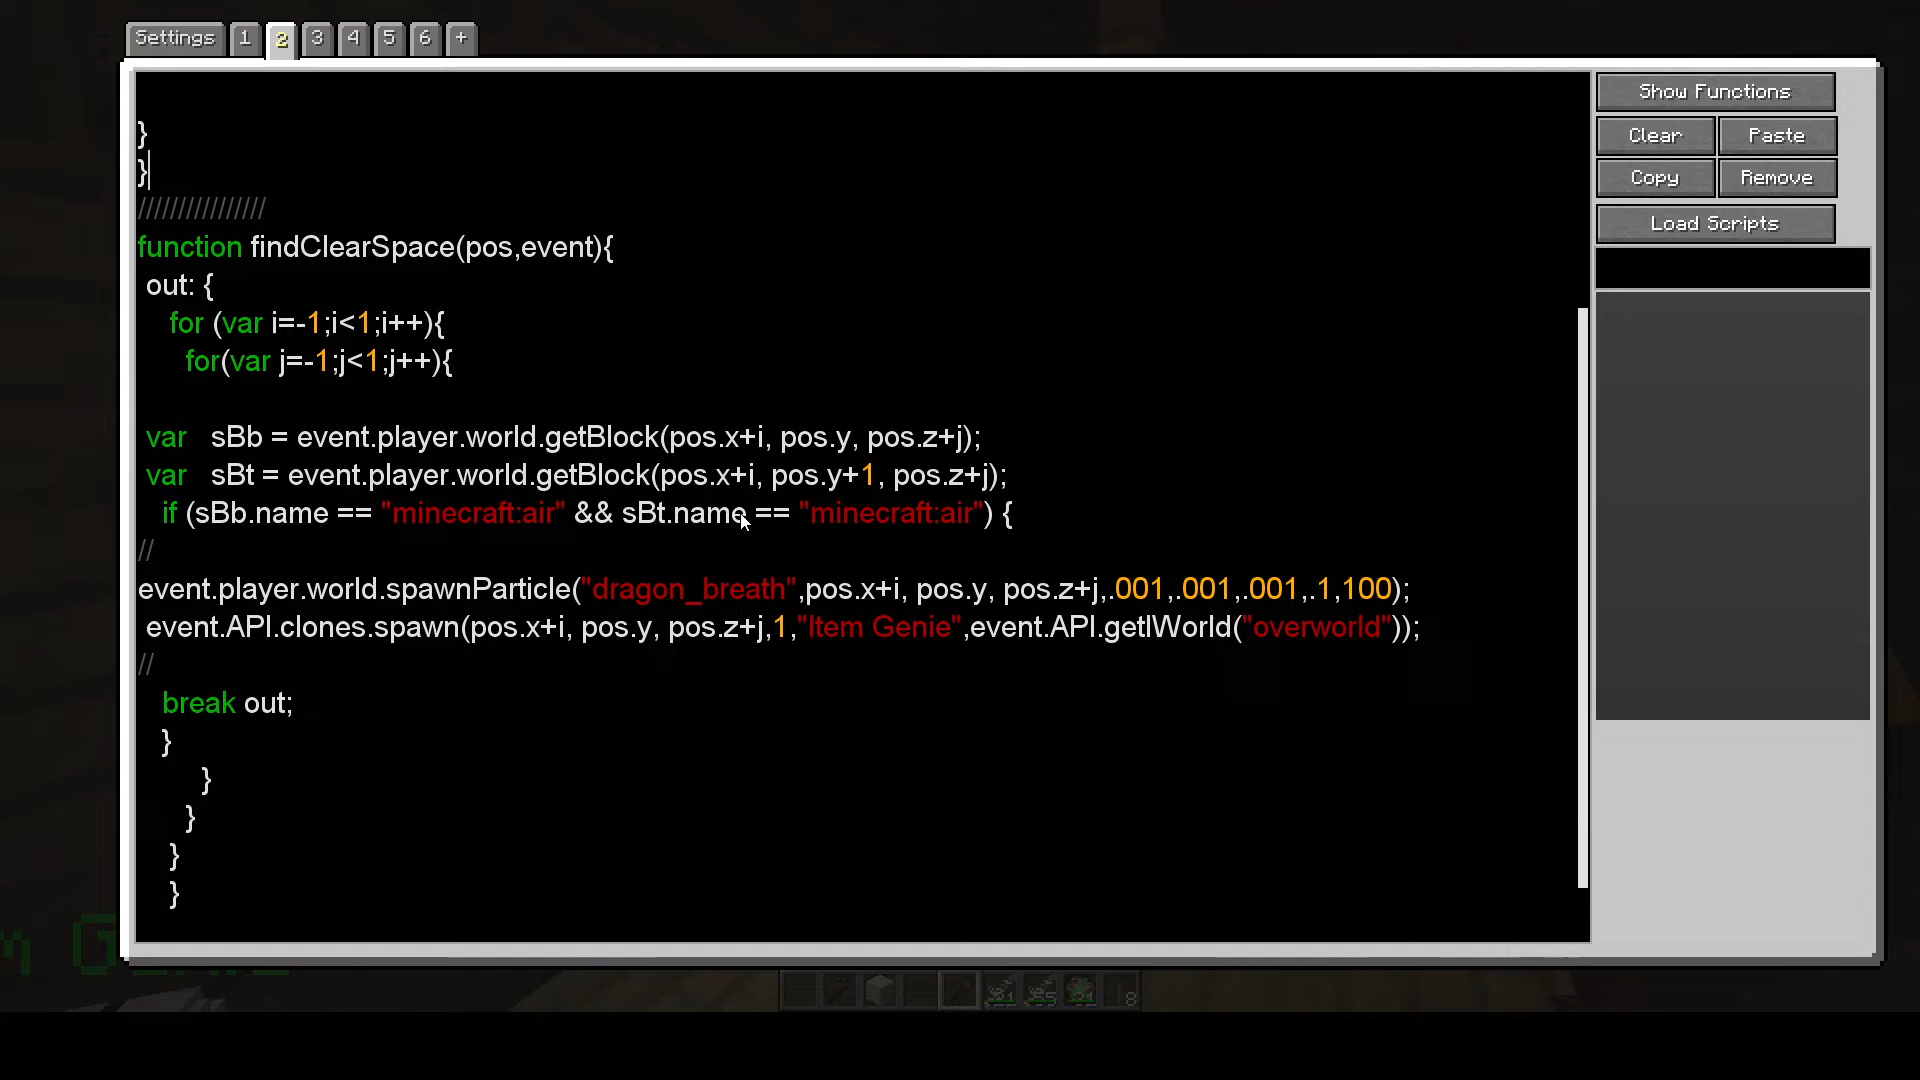 Settings 1 2 3 4 5 6 +
Show Functions
Clear Paste
Copy Remove
Load Scripts
}
}
////////////////
function findClearSpace(pos,event){
out: {
for (var i=-1;i<1;i++){
for(var j=-1;j<1;j++){
var sBb = event.player.world.getBlock(pos.x+i, pos.y, pos.z+j);
var sBt = event.player.world.getBlock(pos.x+i, pos.y+1, pos.z+j);
if (sBb.name == "minecraft:air" && sBt.name == "minecraft:air") {
//
event.player.world.spawnParticle("dragon_breath",pos.x+i, pos.y, pos.z+j,.001,.001,.001,.1,100);
event.API.clones.spawn(pos.x+i, pos.y, pos.z+j,1,"Item Genie",event.API.getIWorld("overworld"));
//
break out;
}
}
}
}
}
8